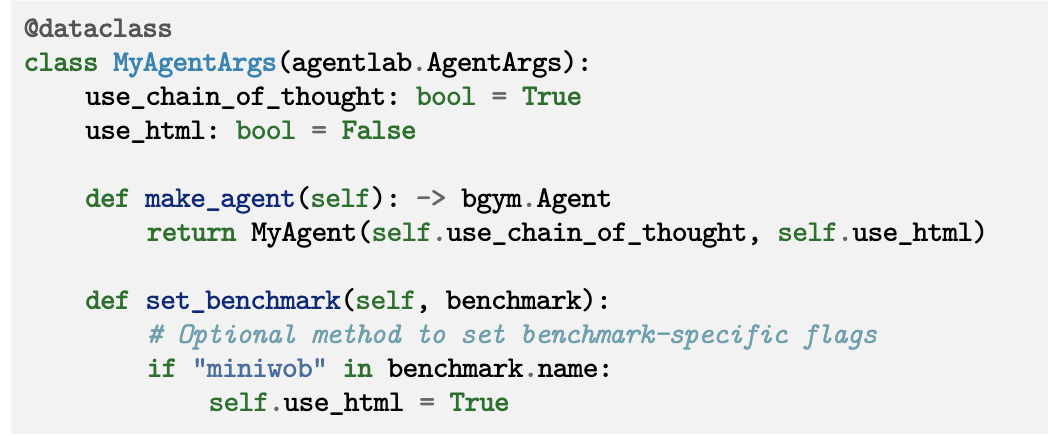 @dataclass
class MyAgentArgs(agentlab.AgentArgs):
    use_chain_of_thought: bool = True
    use_html: bool = False

    def make_agent(self): -> bgym.Agent
        return MyAgent(self.use_chain_of_thought, self.use_html)

    def set_benchmark(self, benchmark):
        # Optional method to set benchmark-specific flags
        if "miniwob" in benchmark.name:
            self.use_html = True